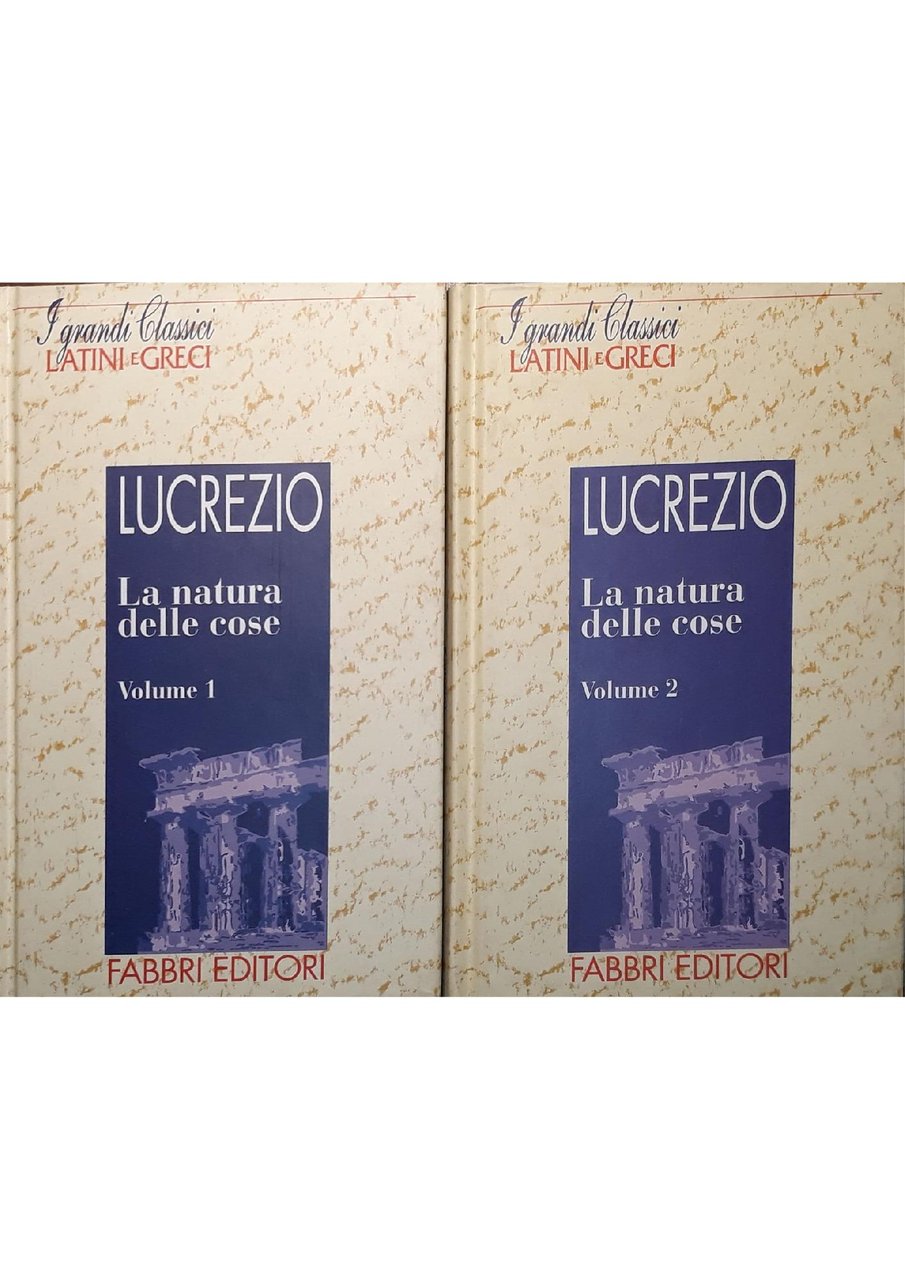 I grandi Classici
LATINI E GRECI
LUCREZIO
La natura
delle cose
Volume 1
FABBRI EDITORI
I grandi Classici
LATINI E GRECI
LUCREZIO
La natura
delle cose
Volume 2
FABBRI EDITORI